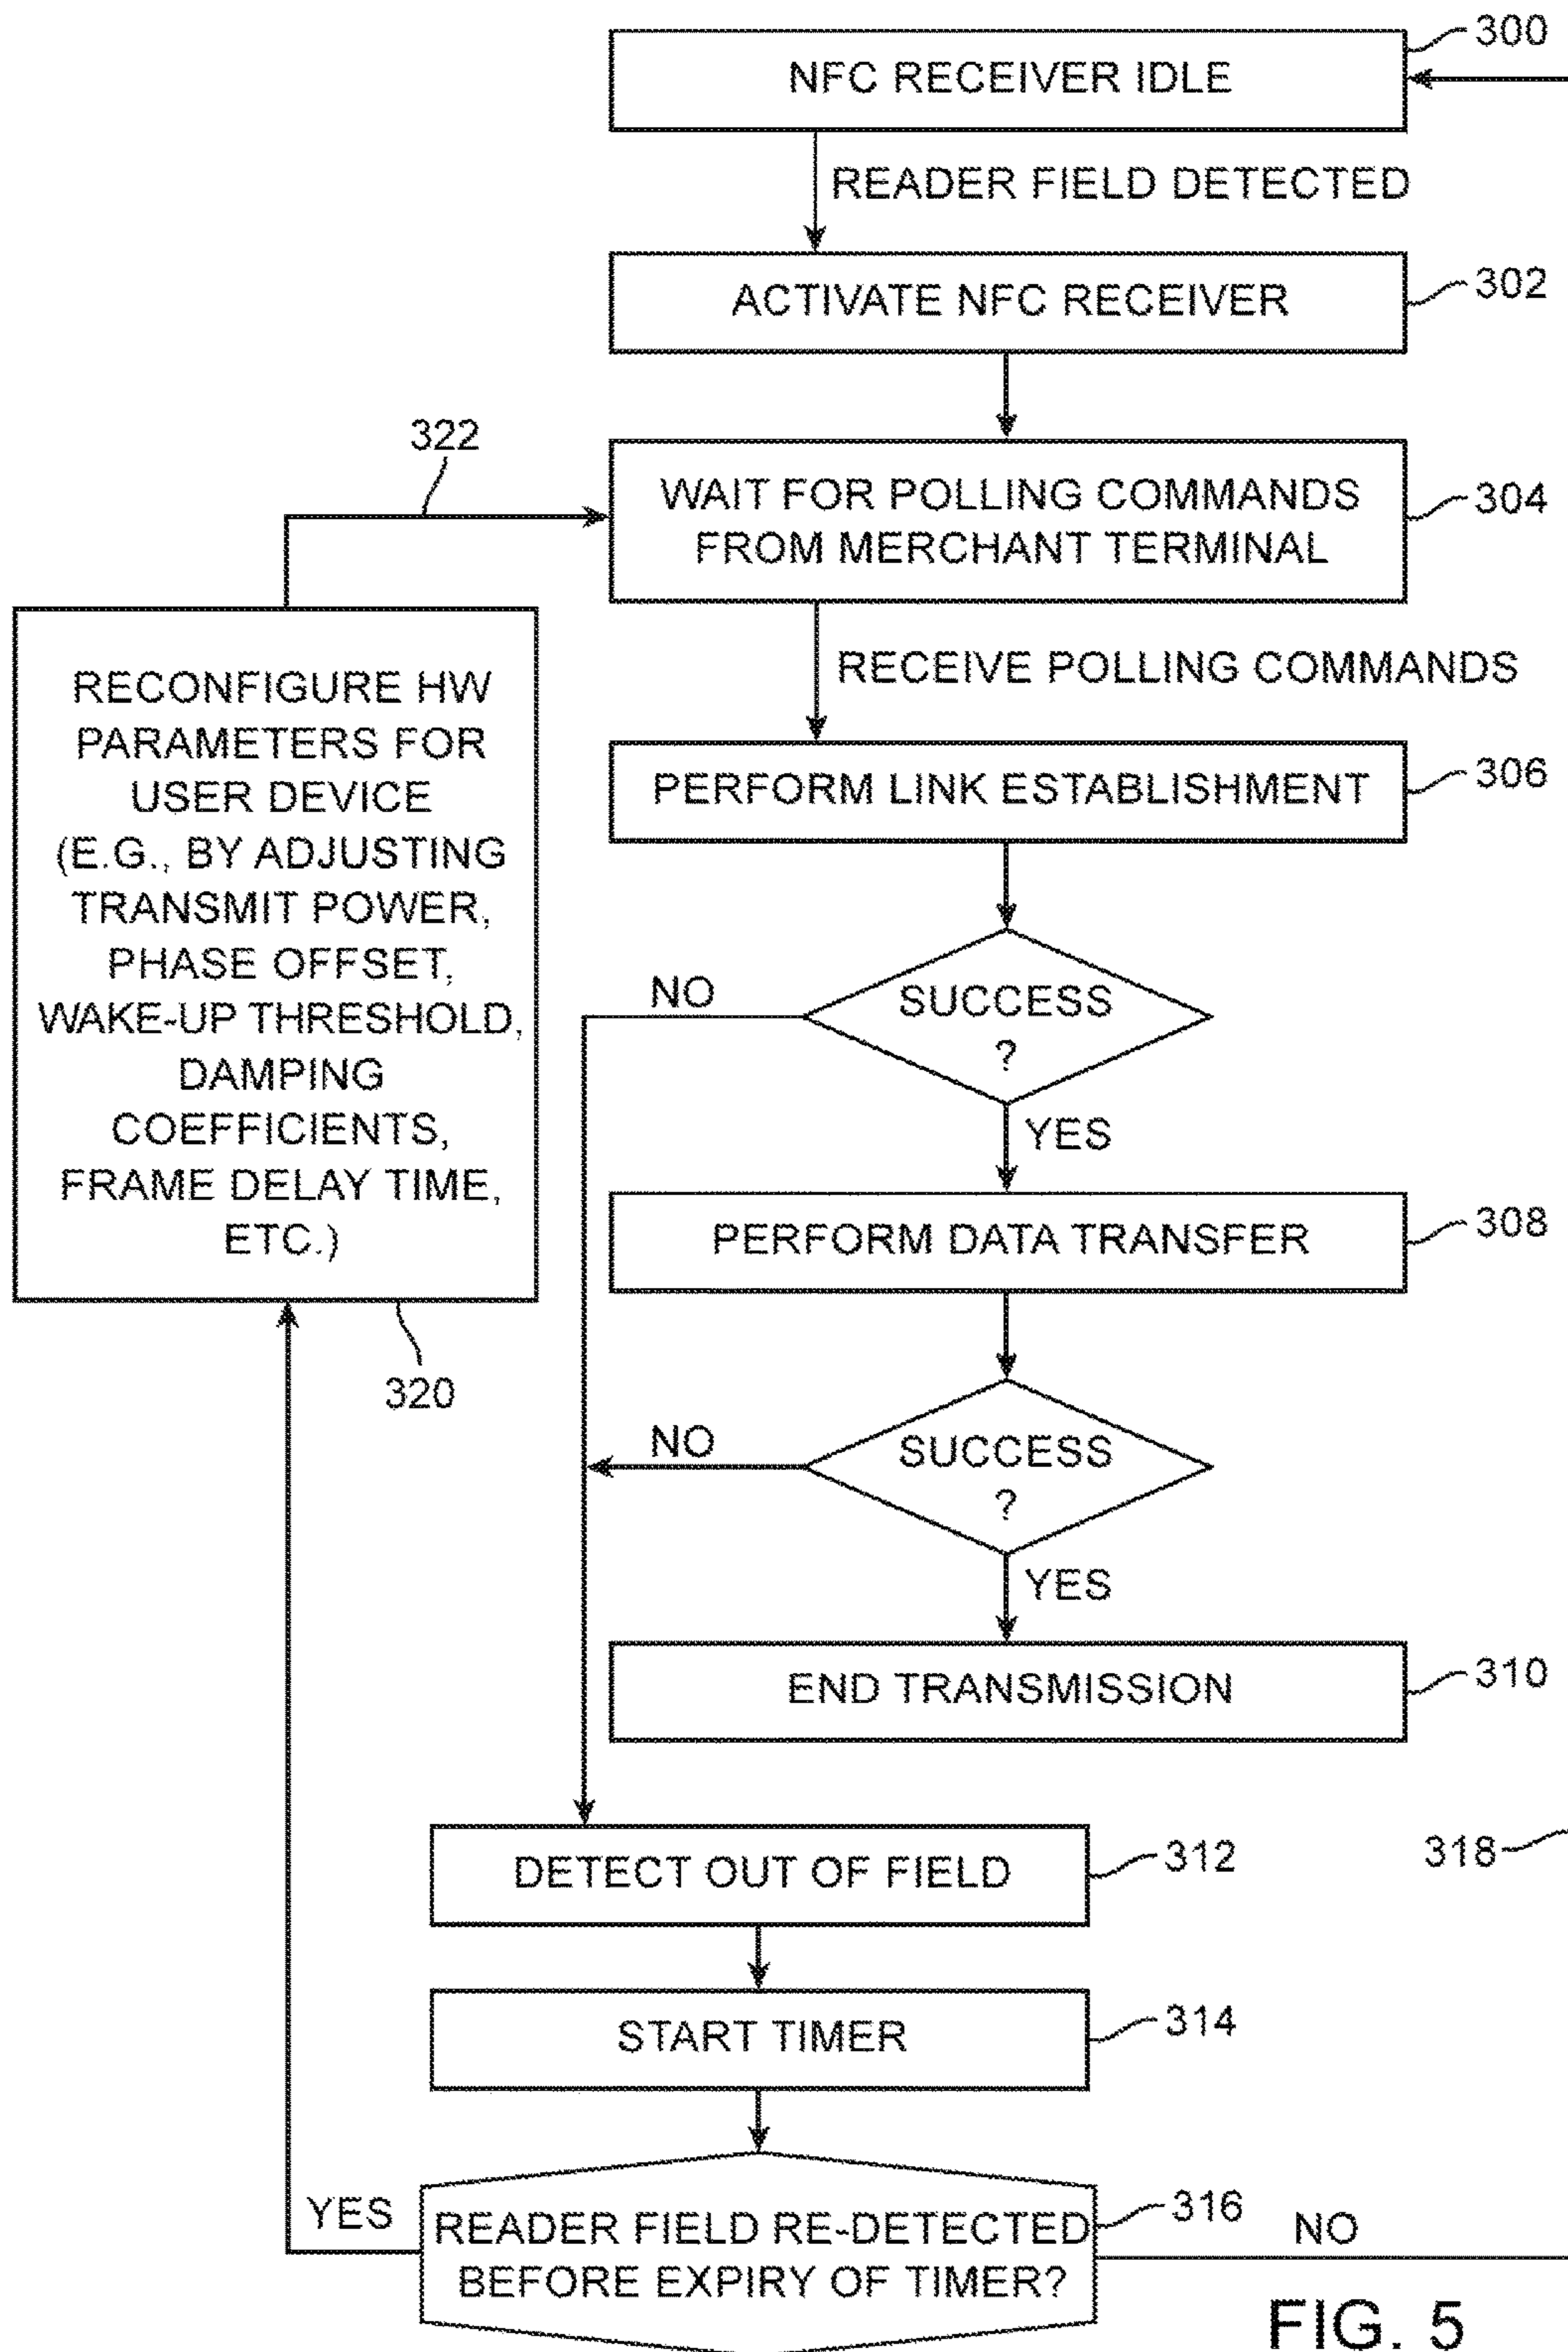 300
NFC RECEIVER IDLE
READER FIELD DETECTED
ACTIVATE NFC RECEIVER
302
322
WAIT FOR POLLING COMMANDS
FROM MERCHANT TERMINAL
304
RECEIVE POLLING COMMANDS
RECONFIGURE HW
PARAMETERS FOR
USER DEVICE
(E.G., BY ADJUSTING
TRANSMIT POWER,
PHASE OFFSET,
WAKE-UP THRESHOLD,
DAMPING
COEFFICIENTS,
FRAME DELAY TIME,
ETC.)
320
PERFORM LINK ESTABLISHMENT
306
SUCCESS
?
NO
YES
PERFORM DATA TRANSFER
308
SUCCESS
?
NO
YES
END TRANSMISSION
310
DETECT OUT OF FIELD
312
318
START TIMER
314
READER FIELD RE-DETECTED
BEFORE EXPIRY OF TIMER?
316
YES
NO
FIG. 5